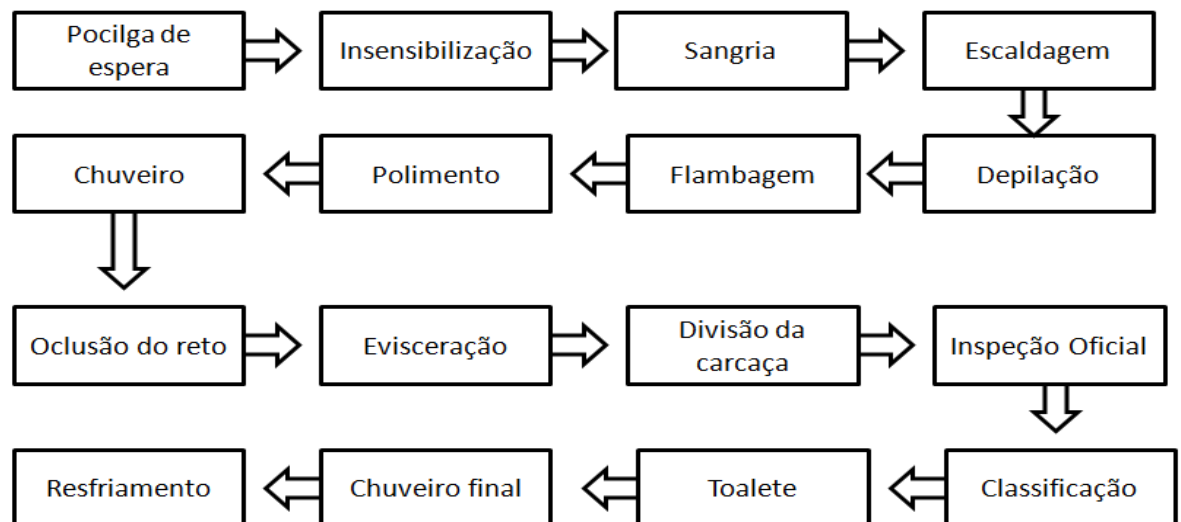 Pocilga de
espera
Insensibilização
Sangria
Escaldagem
Depilação
Flambagem
Polimento
Chuveiro
Oclusão do reto
Evisceração
Divisão da
carcaça
Inspeção Oficial
Classificação
Toalete
Chuveiro final
Resfriamento